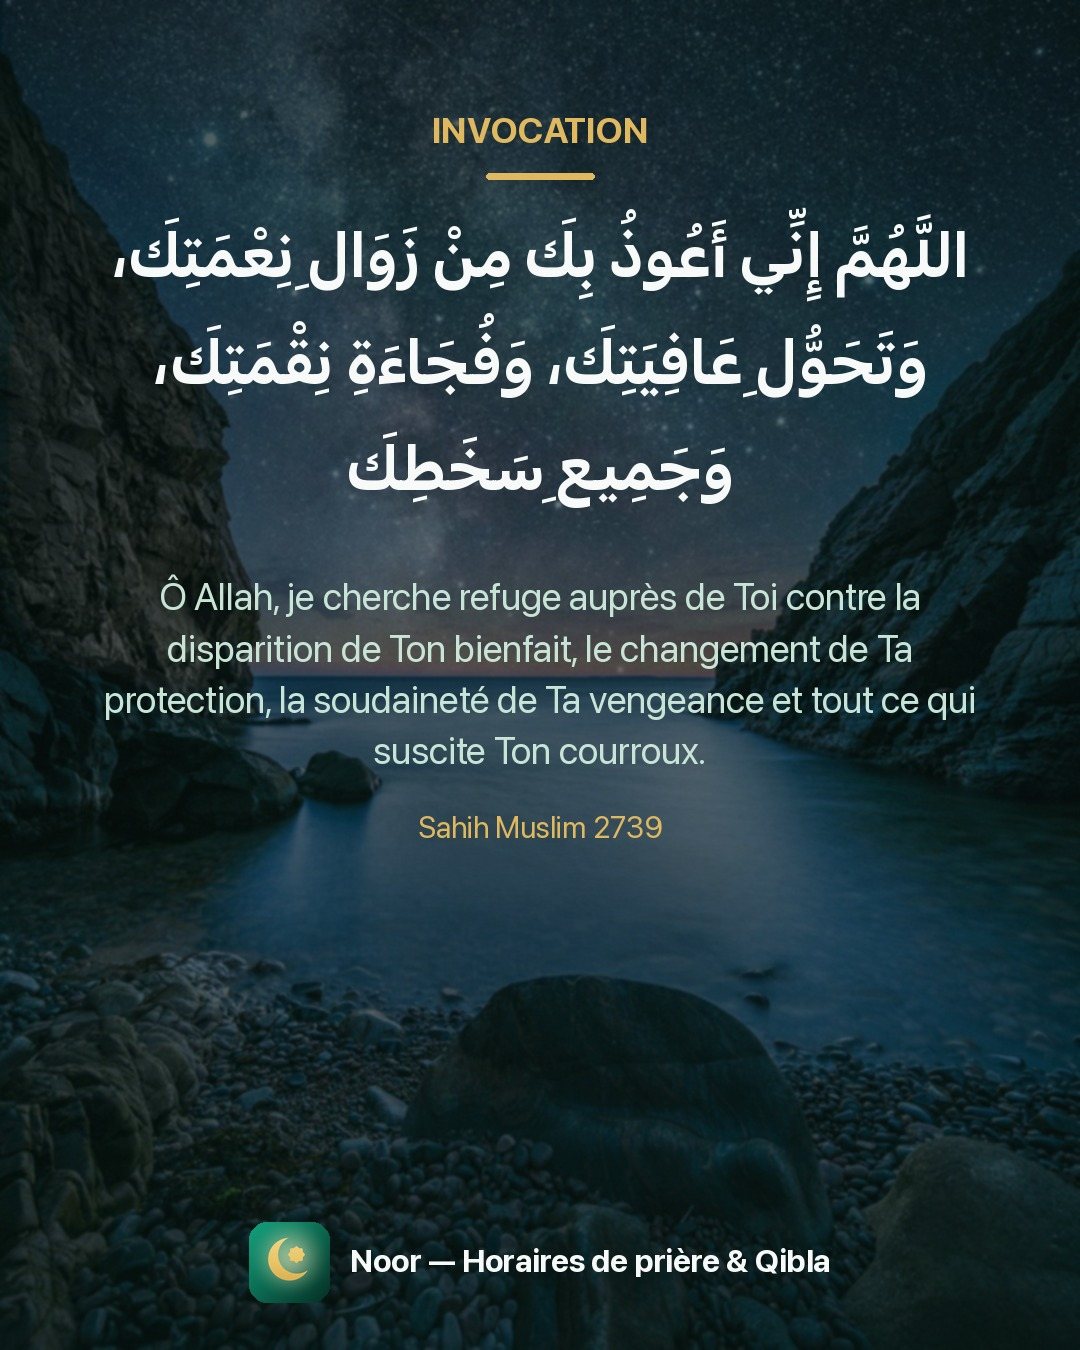 INVOCATION
اللَّهُمَّ إِنِّي أَعُوذُ بِكَ مِنْ زَوَالِ نِعْمَتِكَ،
وَتَحَوُّلِ عَافِيَتِكَ، وَفُجَاءَةِ نِقْمَتِكَ،
وَجَمِيعِ سَخَطِكَ
Ô Allah, je cherche refuge auprès de Toi contre la
disparition de Ton bienfait, le changement de Ta
protection, la soudaineté de Ta vengeance et tout ce qui
suscite Ton courroux.
Sahih Muslim 2739
Noor — Horaires de prière & Qibla